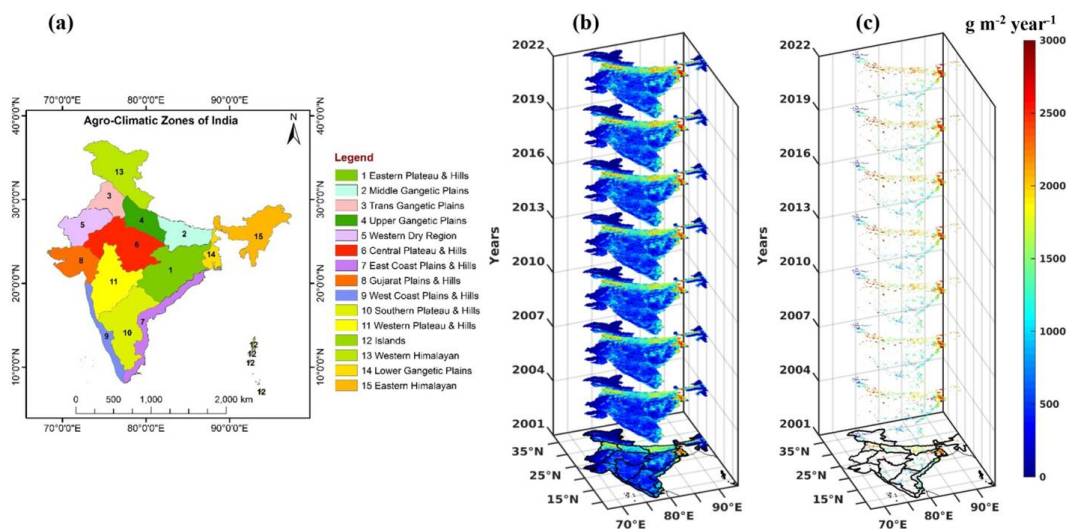 (a)
70°0'0"E 80°0'0"E 90°0'0"E
40°0'0"N
30°0'0"N
20°0'0"N
10°0'0"N
Agro-Climatic Zones of India
N
13
3
5
4
2
6
15
14
8
1
11
7
10
9
12
12
12
12
0 500 1,000 2,000 km
70°0'0"E 80°0'0"E 90°0'0"E
40°0'0"N
30°0'0"N
20°0'0"N
10°0'0"N
Legend
1 Eastern Plateau & Hills
2 Middle Gangetic Plains
3 Trans Gangetic Plains
4 Upper Gangetic Plains
5 Western Dry Region
6 Central Plateau & Hills
7 East Coast Plains & Hills
8 Gujarat Plains & Hills
9 West Coast Plains & Hills
10 Southern Plateau & Hills
11 Western Plateau & Hills
12 Islands
13 Western Himalayan
14 Lower Gangetic Plains
15 Eastern Himalayan
(b)
Years
2022
2019
2016
2013
2010
2007
2004
2001
35°N
25°N
15°N
70°E
80°E
90°E
(c)
Years
2022
2019
2016
2013
2010
2007
2004
2001
35°N
25°N
15°N
70°E
80°E
90°E
g m⁻² year⁻¹
3000
2500
2000
1500
1000
500
0